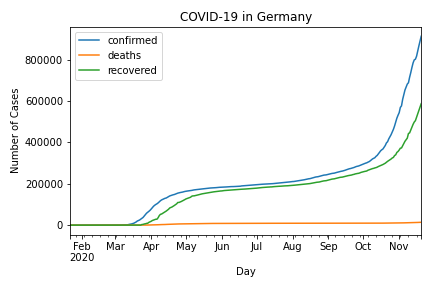 COVID-19 in Germany
confirmed
deaths
recovered
Number of Cases
800000
600000
400000
200000
0
Feb Mar Apr May Jun Jul Aug Sep Oct Nov
2020
Day